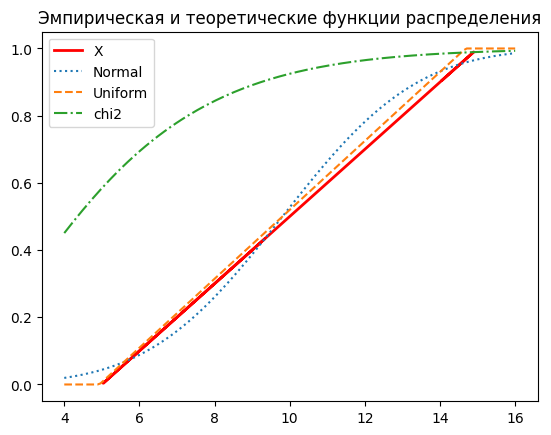 Эмпирическая и теоретические функции распределения
X
Normal
Uniform
chi2
1.0
0.8
0.6
0.4
0.2
0.0
4
6
8
10
12
14
16